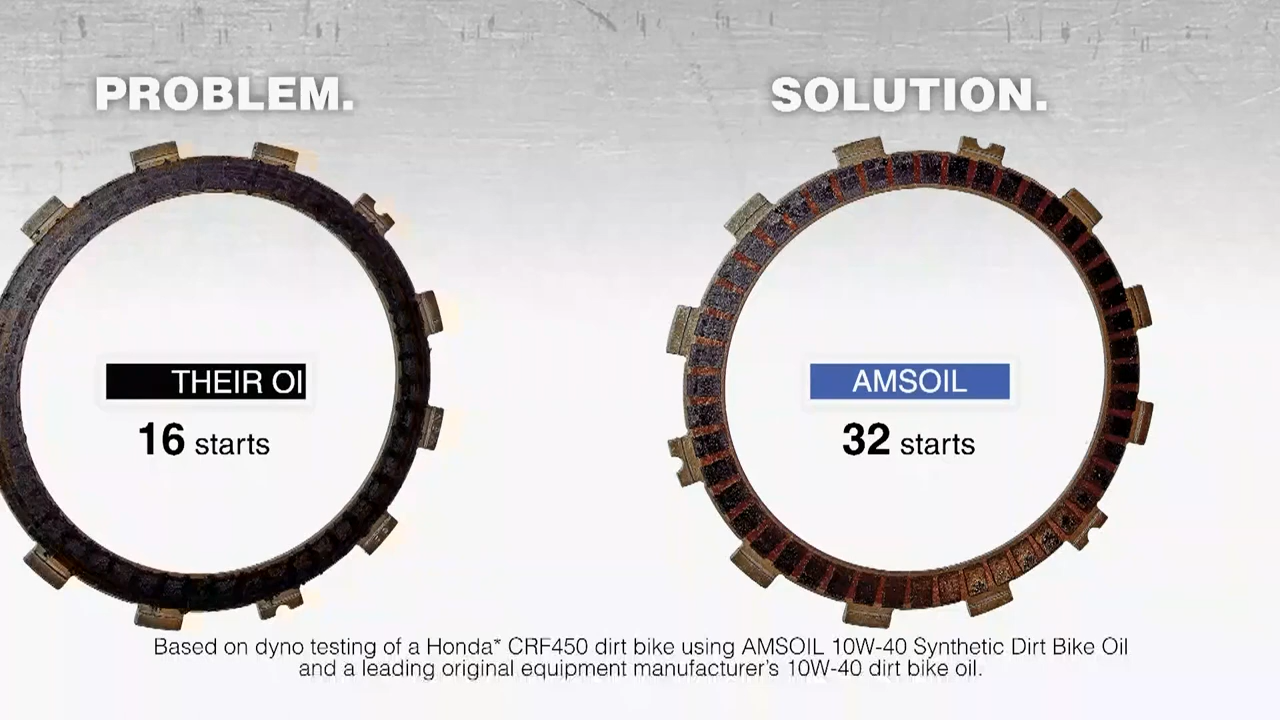 PROBLEM.
SOLUTION.
THEIR OI
16 starts
AMSOIL
32 starts
Based on dyno testing of a Honda* CRF450 dirt bike using AMSOIL 10W-40 Synthetic Dirt Bike Oil
and a leading original equipment manufacturer's 10W-40 dirt bike oil.